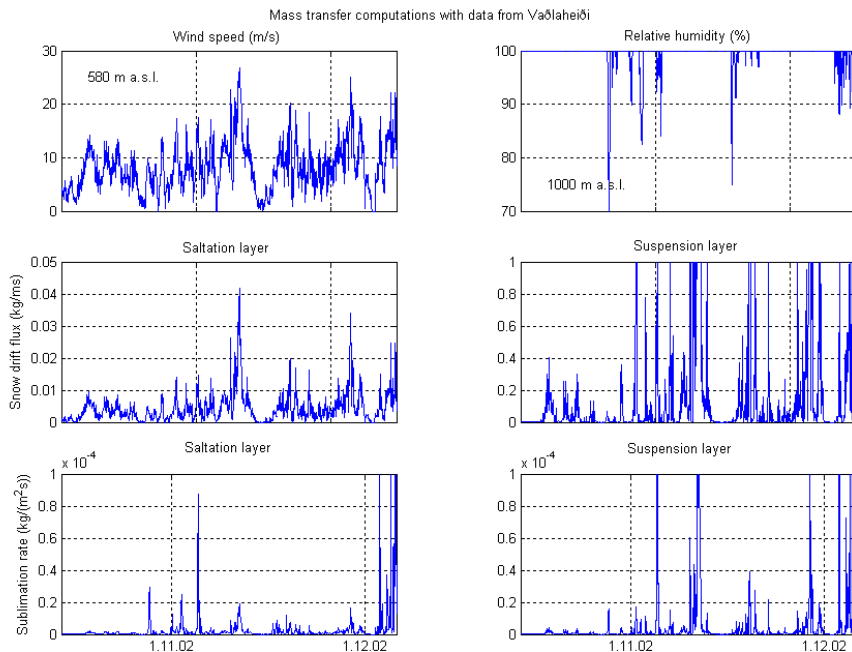 Mass transfer computations with data from Vaðlaheiði
Wind speed (m/s)
30
20
10
0
580 m a.s.l.
Relative humidity (%)
100
90
80
70
1000 m a.s.l.
Saltation layer
Snow drift flux (kg/ms)
0.05
0.04
0.03
0.02
0.01
0
Suspension layer
1
0.8
0.6
0.4
0.2
0
Saltation layer
x 10-4
Sublimation rate (kg/(m²s))
1
0.8
0.6
0.4
0.2
0
1.11.02 1.12.02
Suspension layer
x 10-4
1
0.8
0.6
0.4
0.2
0
1.11.02 1.12.02